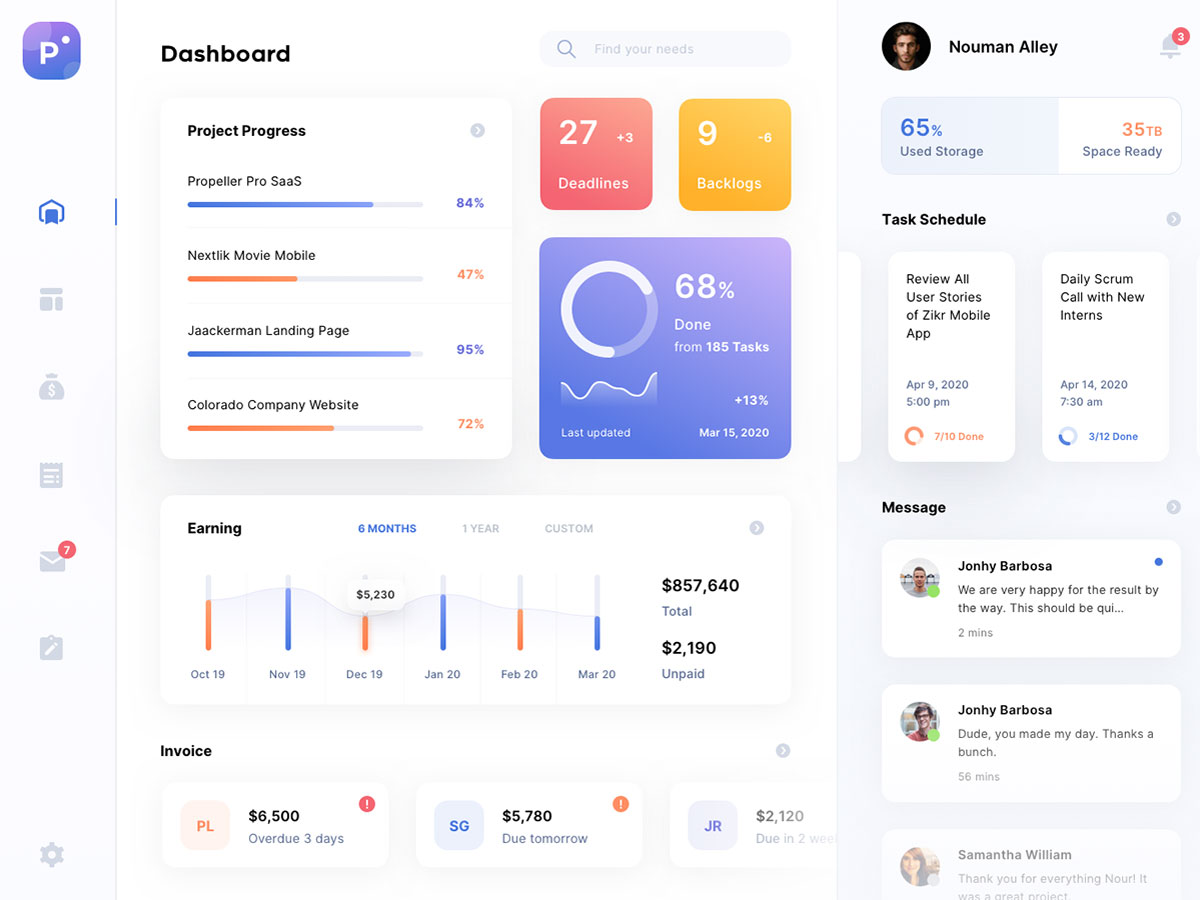 P
Dashboard
Find your needs
Project Progress
Propeller Pro SaaS
84%
Nextlik Movie Mobile
47%
Jaackerman Landing Page
95%
Colorado Company Website
72%
27 +3
Deadlines
9 -6
Backlogs
68%
Done
from 185 Tasks
+13%
Last updated Mar 15, 2020
Earning
6 MONTHS 1 YEAR CUSTOM
$5,230
Oct 19 Nov 19 Dec 19 Jan 20 Feb 20 Mar 20
$857,640
Total
$2,190
Unpaid
Invoice
PL
$6,500
Overdue 3 days
!
SG
$5,780
Due tomorrow
!
JR
$2,120
Due in 2
7
Nouman Alley
3
65%
Used Storage
35TB
Space Ready
Task Schedule
Review All
User Stories
of Zikr Mobile
App
Apr 9, 2020
5:00 pm
7/10 Done
Daily Scrum
Call with New
Interns
Apr 14, 2020
7:30 am
3/12 Done
Message
Jonhy Barbosa
We are very happy for the result by
the way. This should be qui...
2 mins
Jonhy Barbosa
Dude, you made my day. Thanks a
bunch.
56 mins
Samantha William
Thank you for everything Nour! It
was a great project